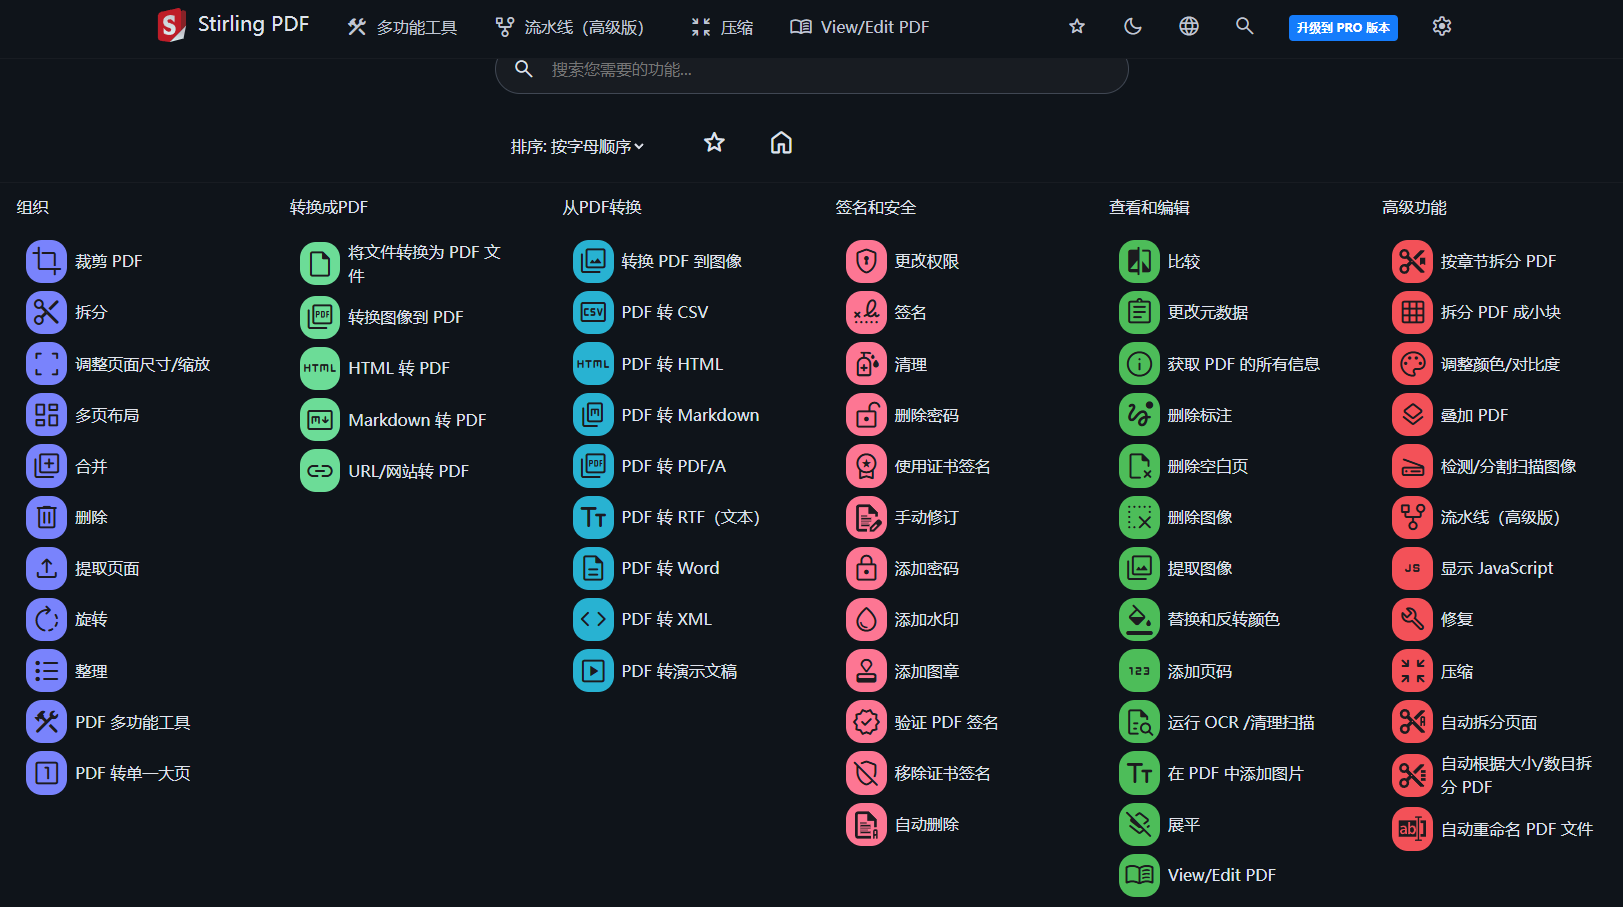 Stirling PDF
多功能工具
流水线（高级版）
压缩
View/Edit PDF
升级到 PRO 版本
搜索您需要的功能...
排序: 按字母顺序
组织
裁剪 PDF
拆分
调整页面尺寸/缩放
多页布局
合并
删除
提取页面
旋转
整理
PDF 多功能工具
PDF 转单一大页
转换成PDF
将文件转换为 PDF 文
件
转换图像到 PDF
HTML 转 PDF
Markdown 转 PDF
URL/网站转 PDF
从PDF转换
转换 PDF 到图像
PDF 转 CSV
PDF 转 HTML
PDF 转 Markdown
PDF 转 PDF/A
PDF 转 RTF（文本）
PDF 转 Word
PDF 转 XML
PDF 转演示文稿
签名和安全
更改权限
签名
清理
删除密码
使用证书签名
手动修订
添加密码
添加水印
添加图章
验证 PDF 签名
移除证书签名
自动删除
查看和编辑
比较
更改元数据
获取 PDF 的所有信息
删除标注
删除空白页
删除图像
提取图像
替换和反转颜色
添加页码
运行 OCR /清理扫描
在 PDF 中添加图片
展平
View/Edit PDF
高级功能
按章节拆分 PDF
拆分 PDF 成小块
调整颜色/对比度
叠加 PDF
检测/分割扫描图像
流水线（高级版）
显示 JavaScript
修复
压缩
自动拆分页面
自动根据大小/数目拆
分 PDF
自动重命名 PDF 文件